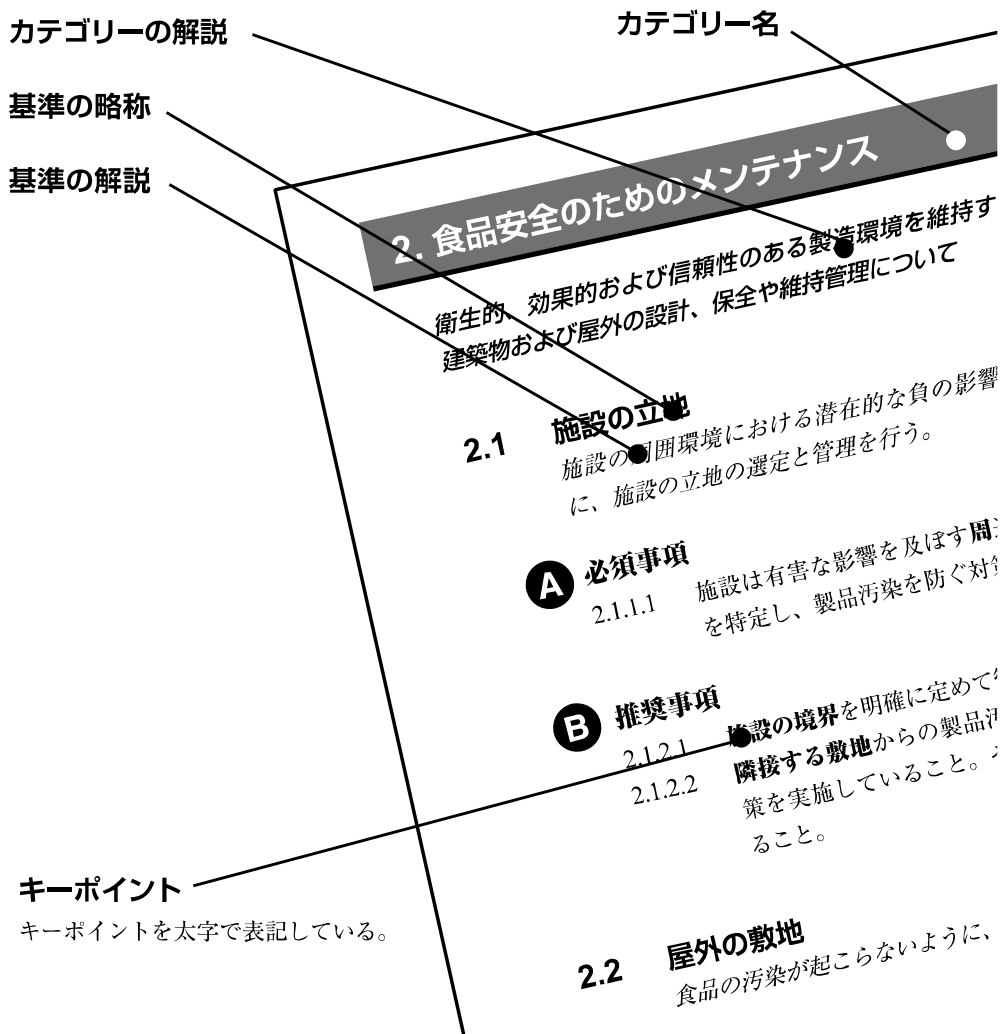 カテゴリーの解説
カテゴリー名
基準の略称
基準の解説
2. 食品安全のためのメンテナンス
衛生的、効果的および信頼性のある製造環境を維持す
建築物および屋外の設計、保全や維持管理について
2.1 施設の立地
施設の周囲環境における潜在的な負の影響
に、施設の立地の選定と管理を行う。
A 必須事項
2.1.1.1 施設は有害な影響を及ぼす周
を特定し、製品汚染を防ぐ対策
B 推奨事項
2.1.2.1 施設の境界を明確に定めて
2.1.2.2 隣接する敷地からの製品汚
策を実施していること。
ること。
キーポイント
キーポイントを太字で表記している。
2.2 屋外の敷地
食品の汚染が起こらないように、